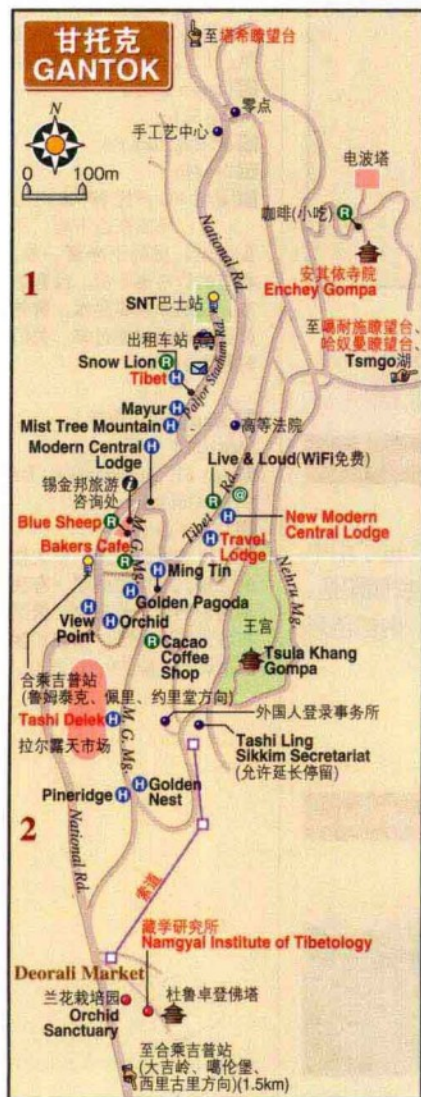 甘托克
GANTOK
至塔希瞭望台
N
0 100m
零点
手工艺中心
电波塔
咖啡(小吃) R
National Rd.
安其依寺院
Enchey Gompa
1
SNT巴士站
至噶耐施瞭望台、
哈奴曼瞭望台、
Tsmgo湖
出租车站
Paljor Stadium Rd.
Snow Lion R
Tibet H
Mayur H
Mist Tree Mountain H
高等法院
Modern Central
Lodge
H
Live & Loud(WiFi免费)
R @
锡金邦旅游
咨询处
i
Tibet Rd.
Blue Sheep R
H New Modern
Central Lodge
H Travel
Lodge
Bakers Cafe R
M. G. Mg.
Nehru Mg.
H Ming Tin
H Golden Pagoda
View
Point
H
H Orchid
王宫
R Cacao
Coffee
Shop
Tsula Khang
Gompa
合乘吉普站
(鲁姆泰克、佩里、约里堂方向)
外国人登录事务所
Tashi Delek H
M. G. Mg.
Tashi Ling
Sikkim Secretariat
(允许延长停留)
拉尔露天市场
H Golden
Nest
Pineridge H
2
National Rd.
索道
藏学研究所
Namgyal Institute of Tibetology
Deorali Market
兰花栽培园
Orchid
Sanctuary
杜鲁卓登佛塔
至合乘吉普站
(大吉岭、噶伦堡、
西里古里方向)(1.5km)